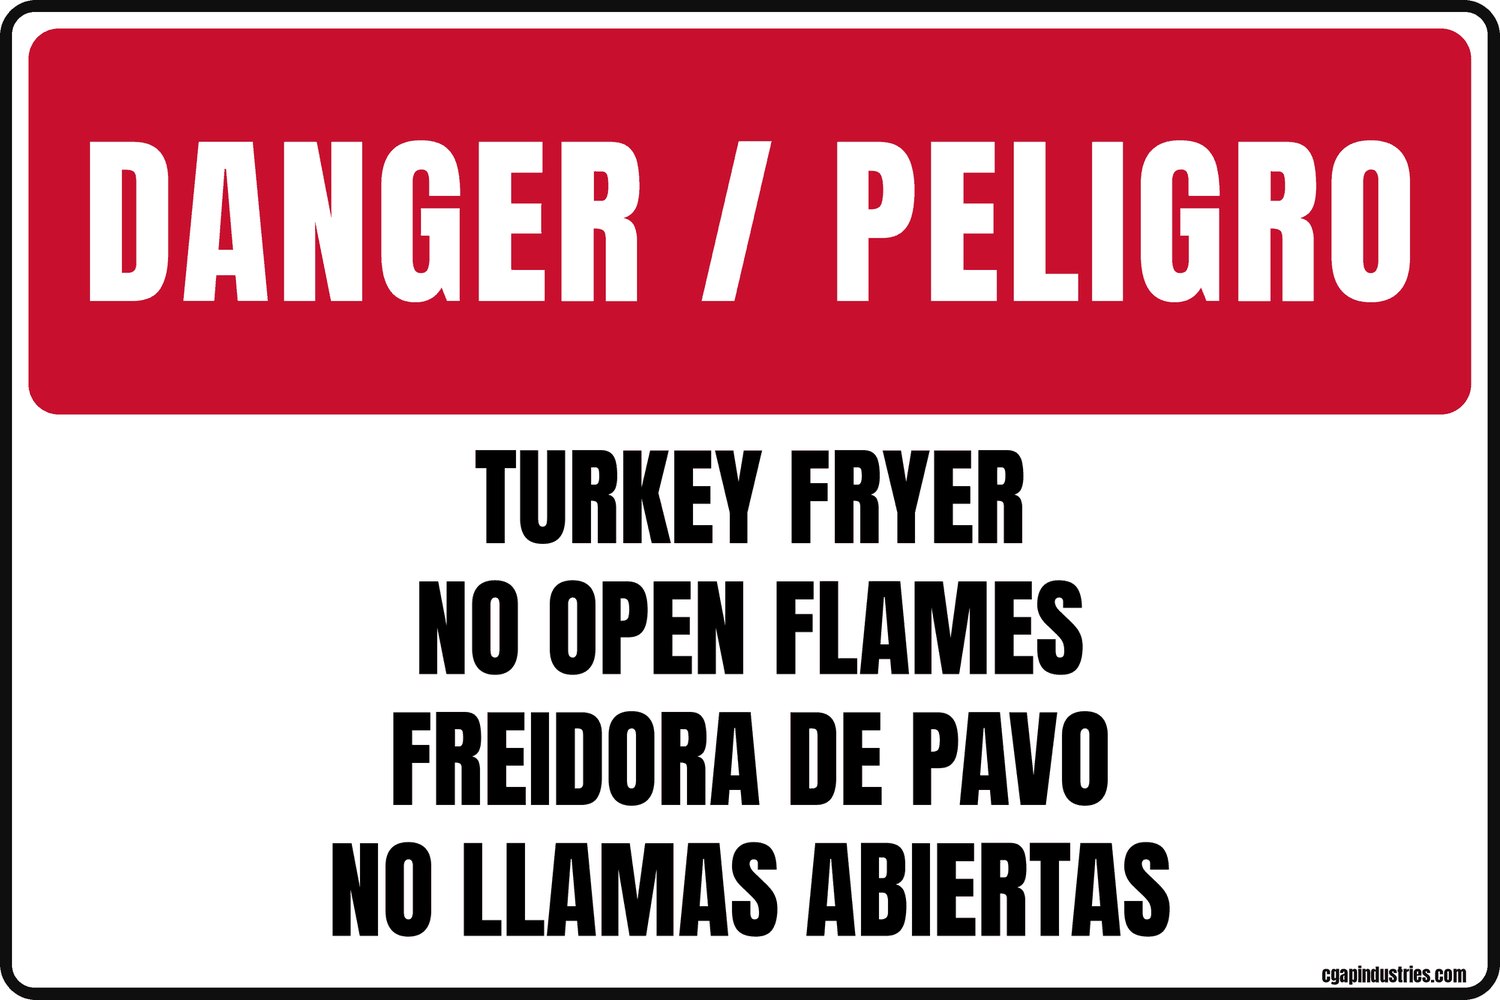 DANGER / PELIGRO
TURKEY FRYER
NO OPEN FLAMES
FREIDORA DE PAVO
NO LLAMAS ABIERTAS
cgapindustries.com